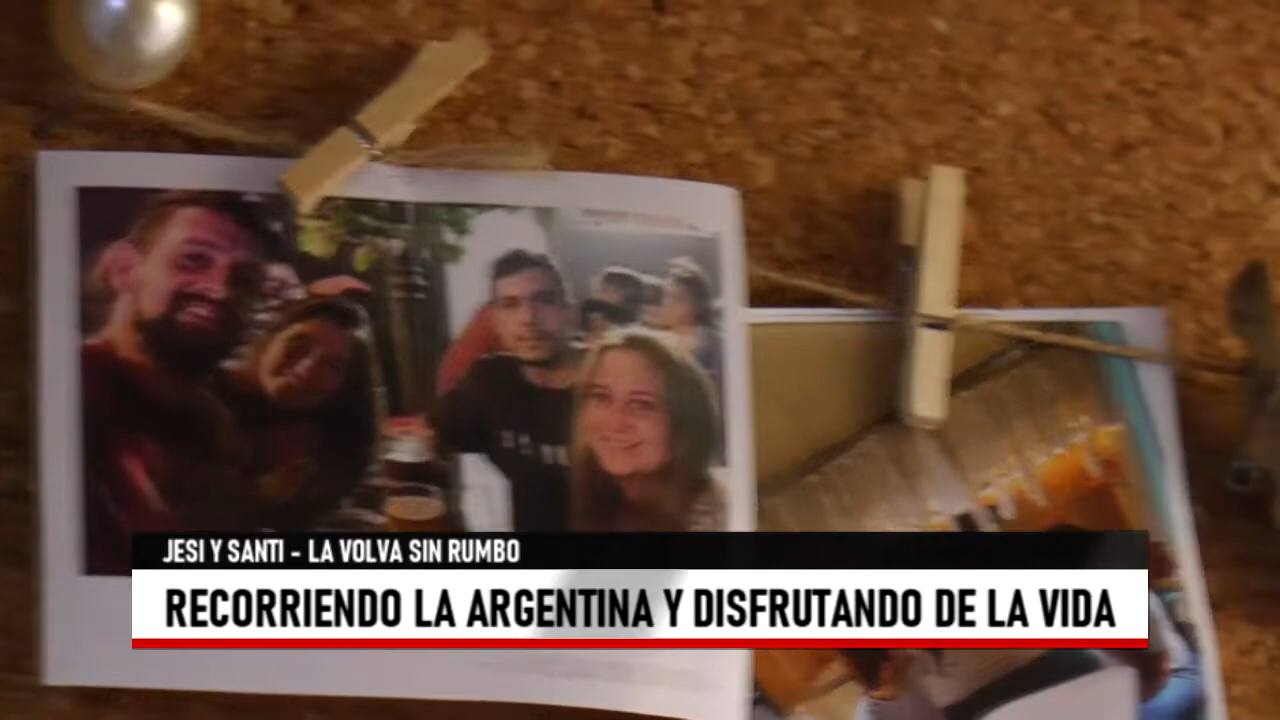 JESI Y SANTI - LA VOLVA SIN RUMBO
RECORRIENDO LA ARGENTINA Y DISFRUTANDO DE LA VIDA